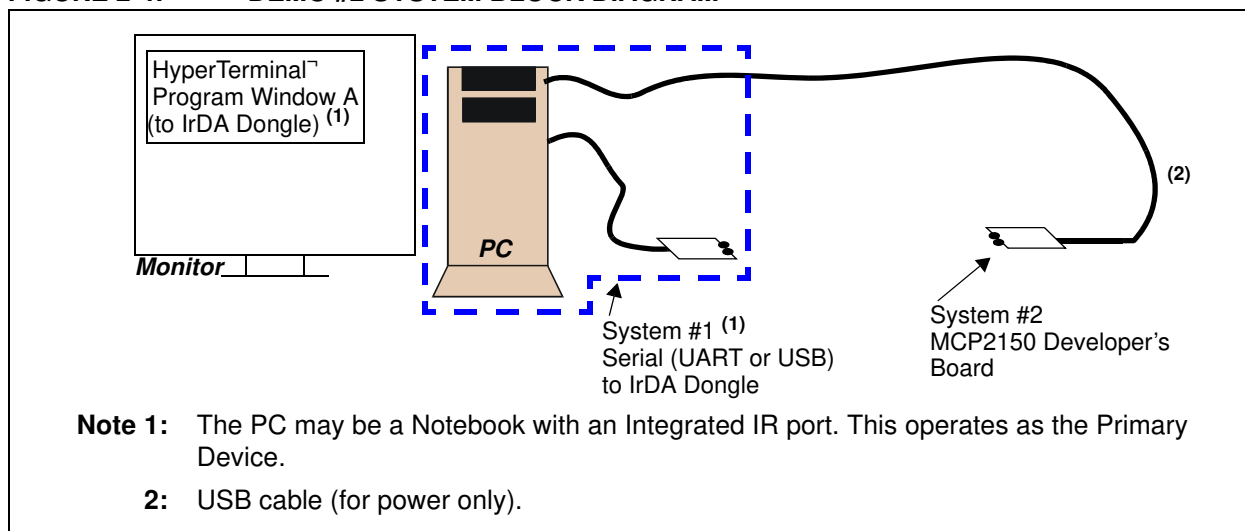 HyperTerminal¬
Program Window A
(to IrDA Dongle) (1)
(2)
PC
Monitor
System #1 (1)
Serial (UART or USB)
to IrDA Dongle
System #2
MCP2150 Developer's
Board
Note 1: The PC may be a Notebook with an Integrated IR port. This operates as the Primary
Device.
2: USB cable (for power only).